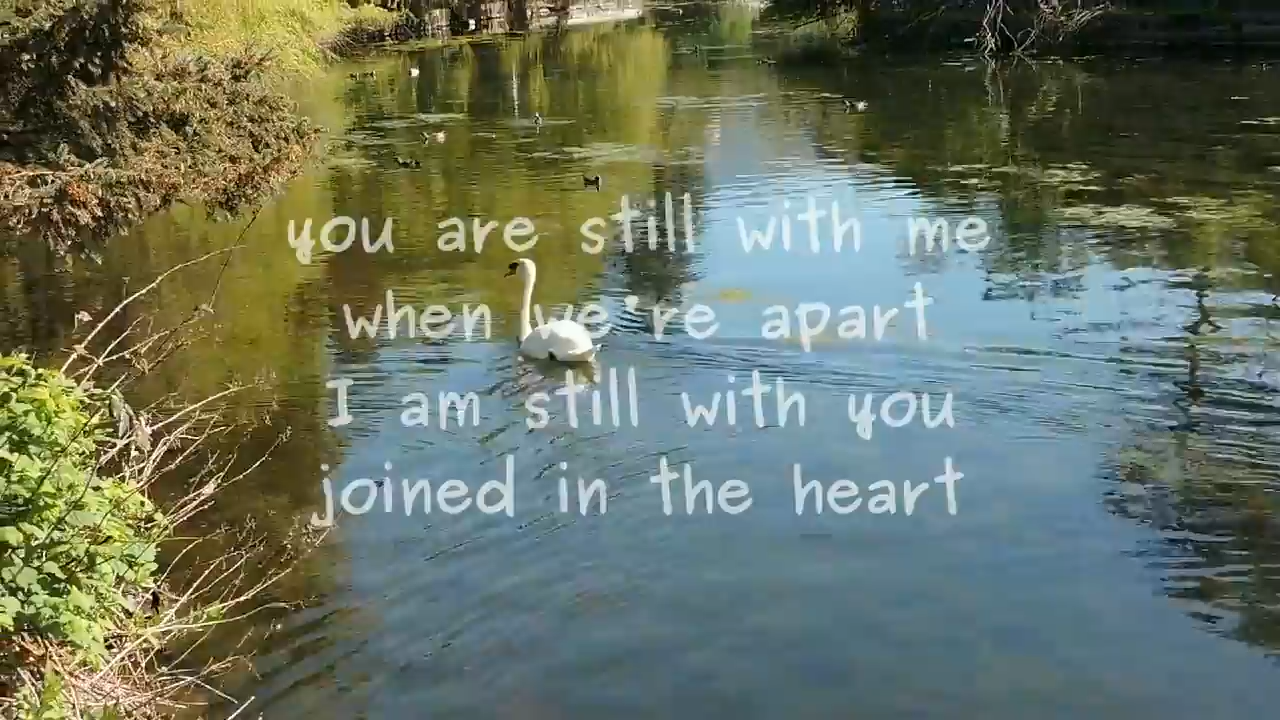 you are still with me
when we're apart
I am still with you
joined in the heart